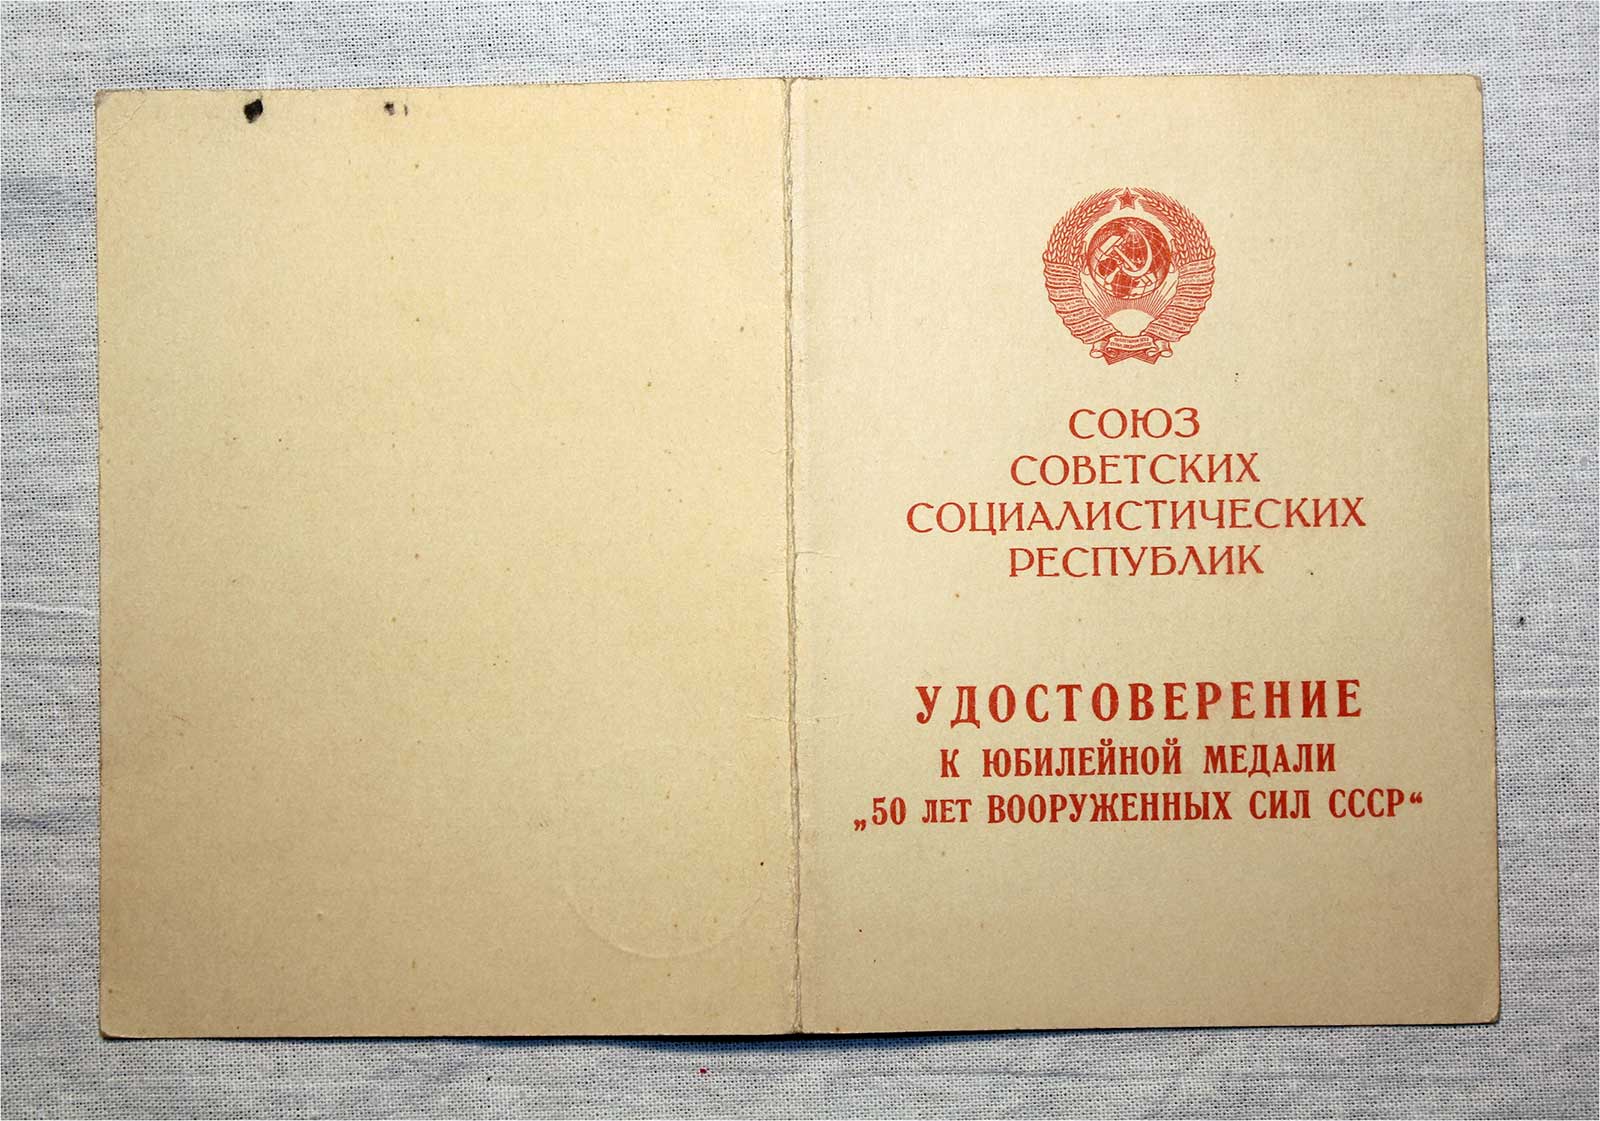 СОЮЗ
СОВЕТСКИХ
СОЦИАЛИСТИЧЕСКИХ
РЕСПУБЛИК
УДОСТОВЕРЕНИЕ
К ЮБИЛЕЙНОЙ МЕДАЛИ
„50 ЛЕТ ВООРУЖЕННЫХ СИЛ СССР“